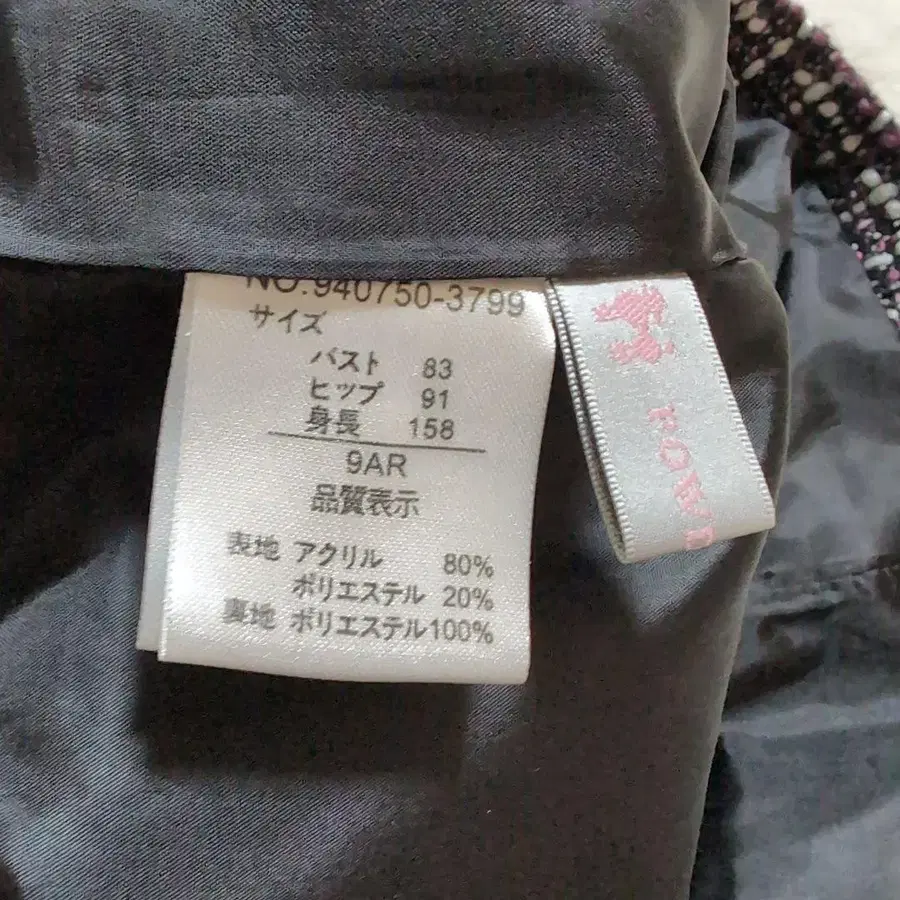 NO.940750-3799
サイズ
バスト 83
ヒップ 91
身長 158
9AR
品質表示
表地 アクリル 80%
ポリエステル 20%
裏地 ポリエステル100%